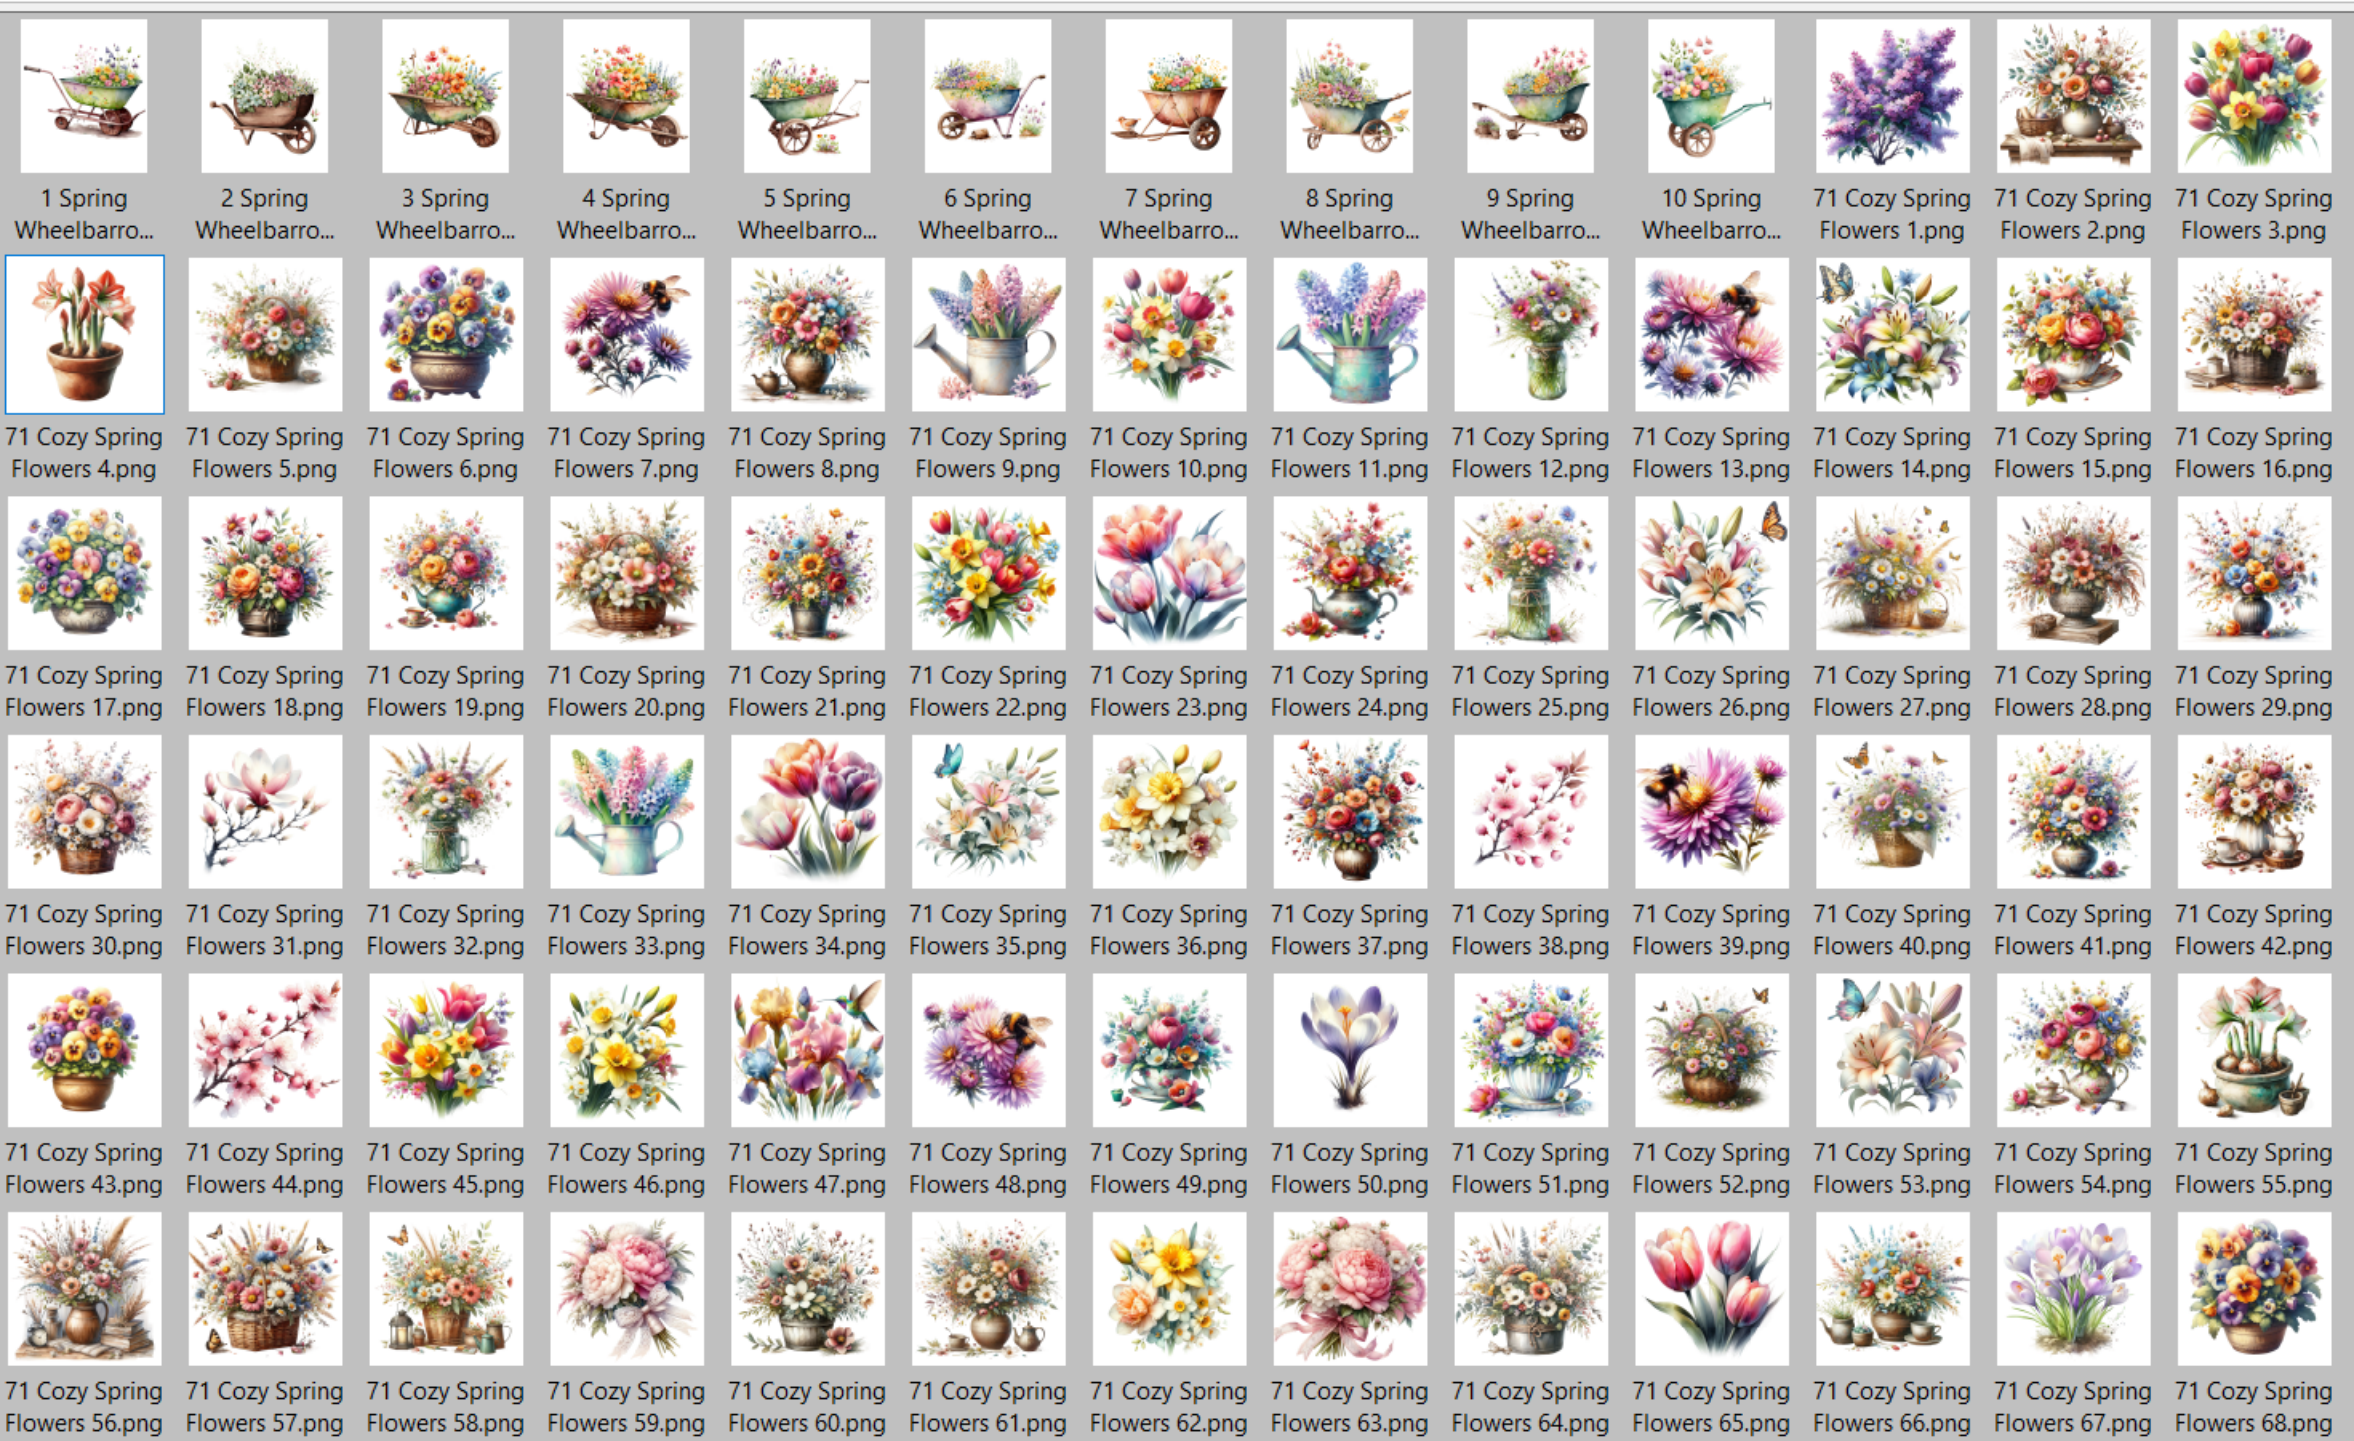 1 Spring
Wheelbarro...
2 Spring
Wheelbarro...
3 Spring
Wheelbarro...
4 Spring
Wheelbarro...
5 Spring
Wheelbarro...
6 Spring
Wheelbarro...
7 Spring
Wheelbarro...
8 Spring
Wheelbarro...
9 Spring
Wheelbarro...
10 Spring
Wheelbarro...
71 Cozy Spring
Flowers 1.png
71 Cozy Spring
Flowers 2.png
71 Cozy Spring
Flowers 3.png
71 Cozy Spring
Flowers 4.png
71 Cozy Spring
Flowers 5.png
71 Cozy Spring
Flowers 6.png
71 Cozy Spring
Flowers 7.png
71 Cozy Spring
Flowers 8.png
71 Cozy Spring
Flowers 9.png
71 Cozy Spring
Flowers 10.png
71 Cozy Spring
Flowers 11.png
71 Cozy Spring
Flowers 12.png
71 Cozy Spring
Flowers 13.png
71 Cozy Spring
Flowers 14.png
71 Cozy Spring
Flowers 15.png
71 Cozy Spring
Flowers 16.png
71 Cozy Spring
Flowers 17.png
71 Cozy Spring
Flowers 18.png
71 Cozy Spring
Flowers 19.png
71 Cozy Spring
Flowers 20.png
71 Cozy Spring
Flowers 21.png
71 Cozy Spring
Flowers 22.png
71 Cozy Spring
Flowers 23.png
71 Cozy Spring
Flowers 24.png
71 Cozy Spring
Flowers 25.png
71 Cozy Spring
Flowers 26.png
71 Cozy Spring
Flowers 27.png
71 Cozy Spring
Flowers 28.png
71 Cozy Spring
Flowers 29.png
71 Cozy Spring
Flowers 30.png
71 Cozy Spring
Flowers 31.png
71 Cozy Spring
Flowers 32.png
71 Cozy Spring
Flowers 33.png
71 Cozy Spring
Flowers 34.png
71 Cozy Spring
Flowers 35.png
71 Cozy Spring
Flowers 36.png
71 Cozy Spring
Flowers 37.png
71 Cozy Spring
Flowers 38.png
71 Cozy Spring
Flowers 39.png
71 Cozy Spring
Flowers 40.png
71 Cozy Spring
Flowers 41.png
71 Cozy Spring
Flowers 42.png
71 Cozy Spring
Flowers 43.png
71 Cozy Spring
Flowers 44.png
71 Cozy Spring
Flowers 45.png
71 Cozy Spring
Flowers 46.png
71 Cozy Spring
Flowers 47.png
71 Cozy Spring
Flowers 48.png
71 Cozy Spring
Flowers 49.png
71 Cozy Spring
Flowers 50.png
71 Cozy Spring
Flowers 51.png
71 Cozy Spring
Flowers 52.png
71 Cozy Spring
Flowers 53.png
71 Cozy Spring
Flowers 54.png
71 Cozy Spring
Flowers 55.png
71 Cozy Spring
Flowers 56.png
71 Cozy Spring
Flowers 57.png
71 Cozy Spring
Flowers 58.png
71 Cozy Spring
Flowers 59.png
71 Cozy Spring
Flowers 60.png
71 Cozy Spring
Flowers 61.png
71 Cozy Spring
Flowers 62.png
71 Cozy Spring
Flowers 63.png
71 Cozy Spring
Flowers 64.png
71 Cozy Spring
Flowers 65.png
71 Cozy Spring
Flowers 66.png
71 Cozy Spring
Flowers 67.png
71 Cozy Spring
Flowers 68.png